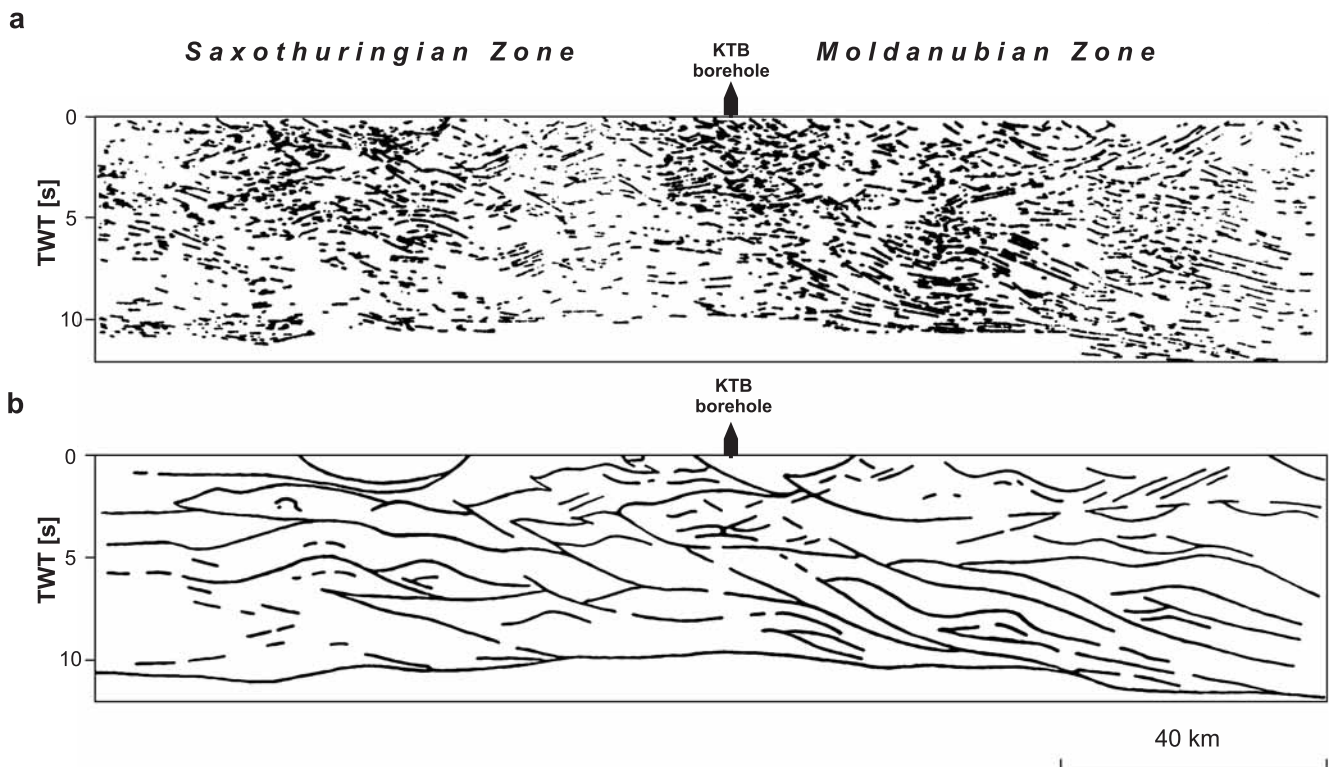 a
Saxothuringian Zone
KTB
borehole
Moldanubian Zone
0
5
10
TWT [s]
b
KTB
borehole
0
5
10
TWT [s]
40 km